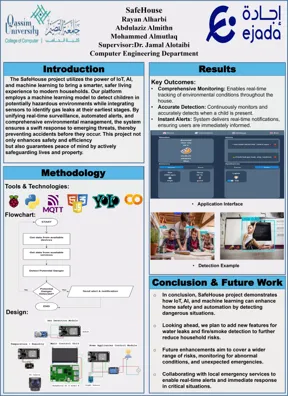 SafeHouse
Rayan Alharbi
Abdulaziz Almithn
Mohammed Almutlaq
Supervisor:Dr. Jamal Alotaibi
Computer Engineering Department
Qassim University
College of Computer
إجادة
ejada
Introduction
The SafeHouse project utilizes the power of IoT, AI,
and machine learning to bring a smarter, safer living
experience to modern households. Our platform
employs a machine learning model to detect children in
potentially hazardous environments while integrating
sensors to identify gas leaks at their earliest stages. By
unifying real-time surveillance, automated alerts, and
comprehensive environmental management, the system
ensures a swift response to emerging threats, thereby
preventing accidents before they occur. This project not
only enhances safety and efficiency
but also guarantees peace of mind by actively
safeguarding lives and property.
Methodology
Tools & Technologies:
MQTT
YOLO
CO
Flowchart:
START
Design:
Results
Key Outcomes:
• Comprehensive Monitoring: Enables real-time
tracking of environmental conditions throughout the
house.
• Accurate Detection: Continuously monitors and
accurately detects when a child is present.
• Instant Alerts: System delivers real-time notifications,
ensuring users are immediately informed.
• Application Interface
• Detection Example
Conclusion & Future Work
o In conclusion, SafeHouse project demonstrates
how IoT, AI, and machine learning can enhance
home safety and automation by detecting
dangerous situations.
o Looking ahead, we plan to add new features for
water leaks and fire/smoke detection to further
reduce household risks.
o Future enhancements aim to cover a wider
range of risks, monitoring for abnormal
conditions, and unexpected emergencies.
o Collaborating with local emergency services to
enable real-time alerts and immediate response
in critical situations.